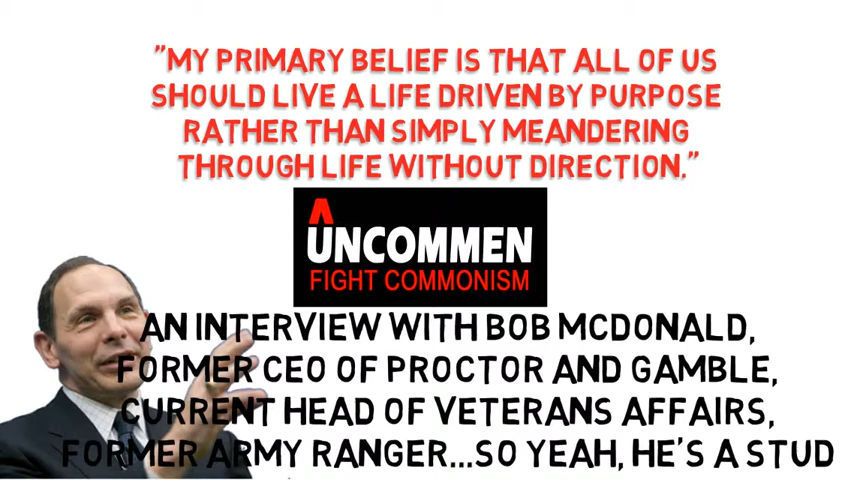 "MY PRIMARY BELIEF IS THAT ALL OF US
SHOULD LIVE A LIFE DRIVEN BY PURPOSE
RATHER THAN SIMPLY MEANDERING
THROUGH LIFE WITHOUT DIRECTION."
UNCOMMEN
FIGHT COMMONISM
AN INTERVIEW WITH BOB MCDONALD,
FORMER CEO OF PROCTOR AND GAMBLE,
CURRENT HEAD OF VETERANS AFFAIRS,
FORMER ARMY RANGER...SO YEAH, HE'S A STUD